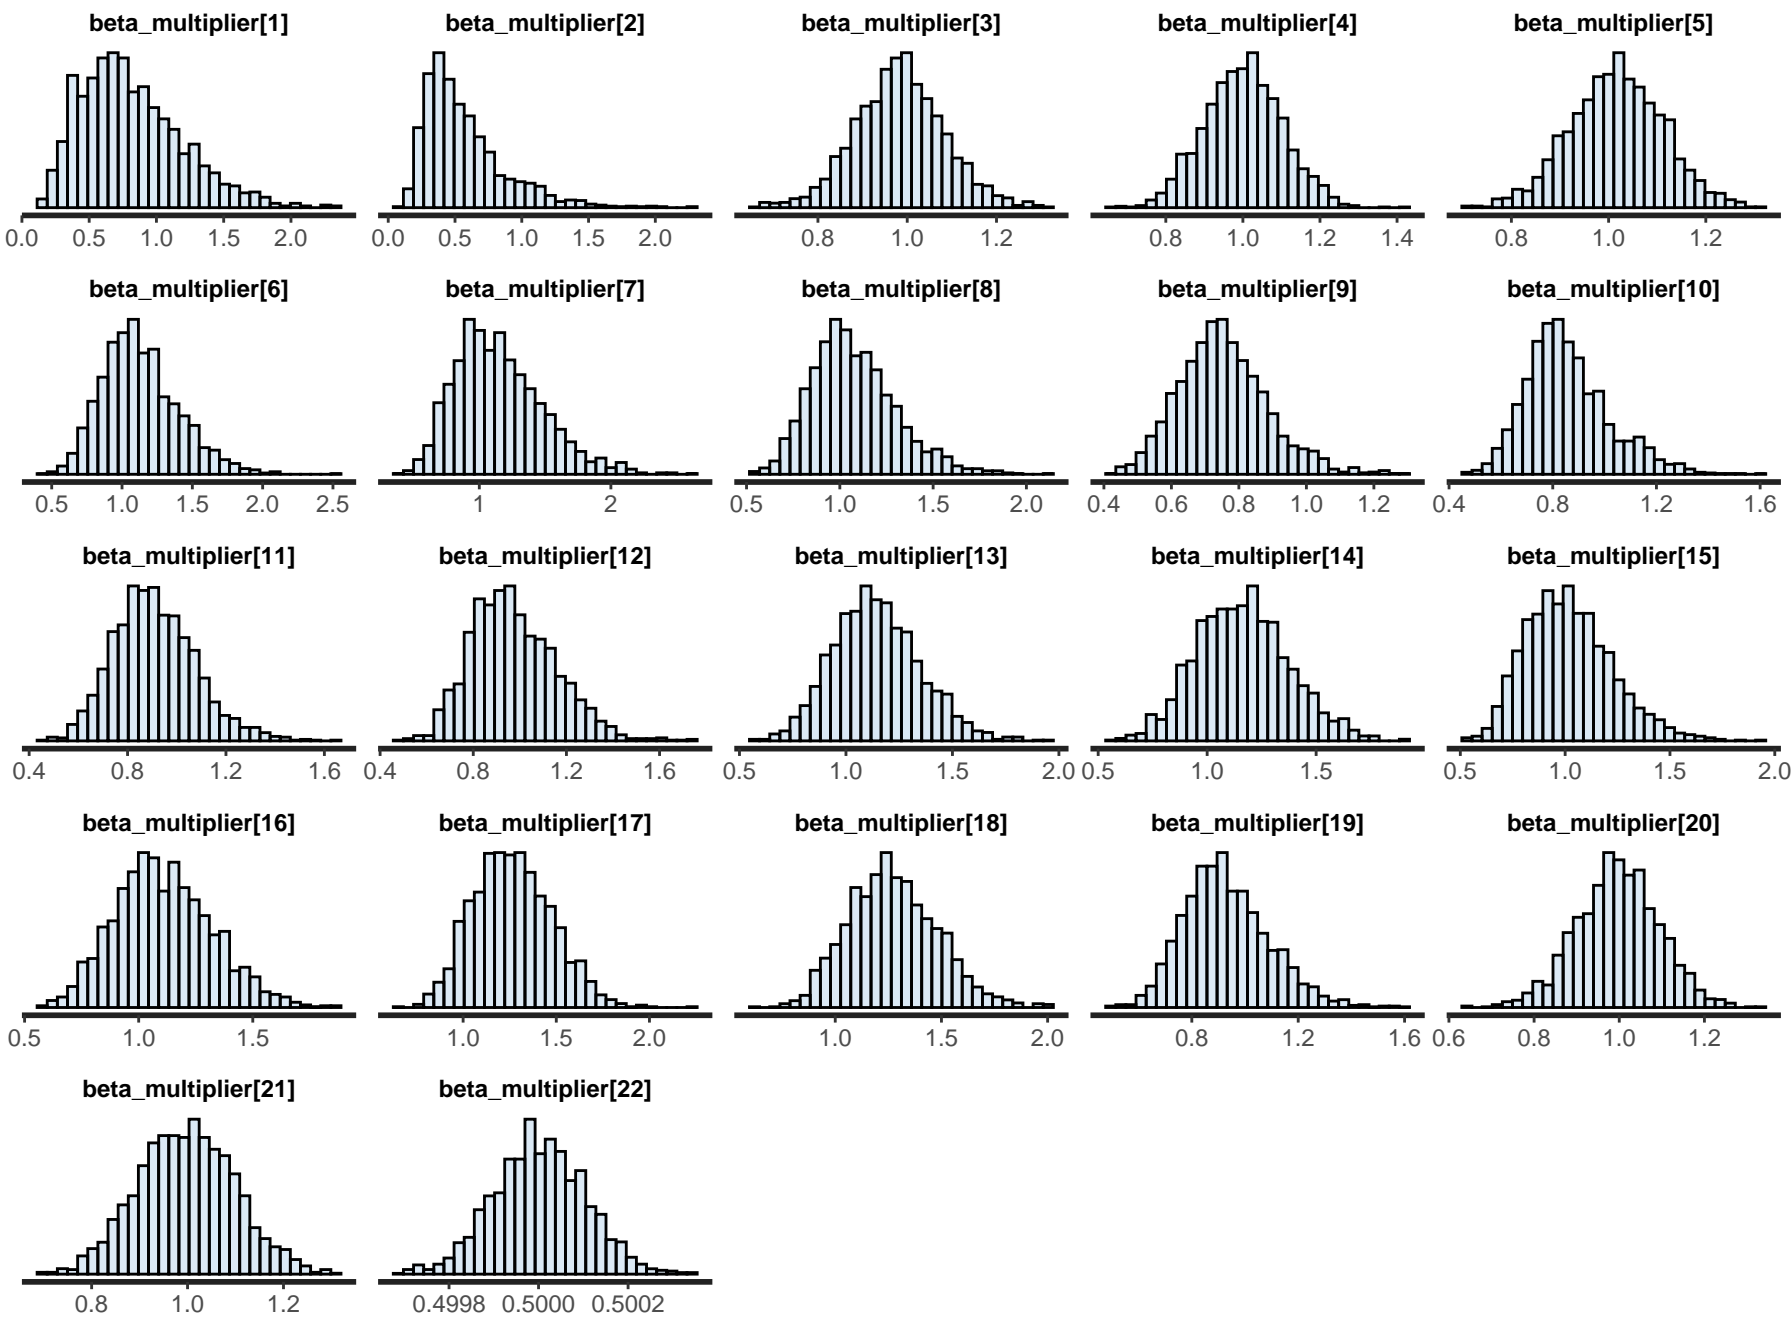 beta_multiplier[1] beta_multiplier[2] beta_multiplier[3] beta_multiplier[4] beta_multiplier[5]
0.0 0.5 1.0 1.5 2.0 0.0 0.5 1.0 1.5 2.0 0.8 1.0 1.2 0.8 1.0 1.2 1.4 0.8 1.0 1.2
beta_multiplier[6] beta_multiplier[7] beta_multiplier[8] beta_multiplier[9] beta_multiplier[10]
0.5 1.0 1.5 2.0 2.5 1 2 0.5 1.0 1.5 2.0 0.4 0.6 0.8 1.0 1.2 0.4 0.8 1.2 1.6
beta_multiplier[11] beta_multiplier[12] beta_multiplier[13] beta_multiplier[14] beta_multiplier[15]
0.4 0.8 1.2 1.6 0.4 0.8 1.2 1.6 0.5 1.0 1.5 2.0 0.5 1.0 1.5 0.5 1.0 1.5 2.0
beta_multiplier[16] beta_multiplier[17] beta_multiplier[18] beta_multiplier[19] beta_multiplier[20]
0.5 1.0 1.5 1.0 1.5 2.0 1.0 1.5 2.0 0.8 1.2 1.6 0.6 0.8 1.0 1.2
beta_multiplier[21] beta_multiplier[22]
0.8 1.0 1.2 0.4998 0.5000 0.5002